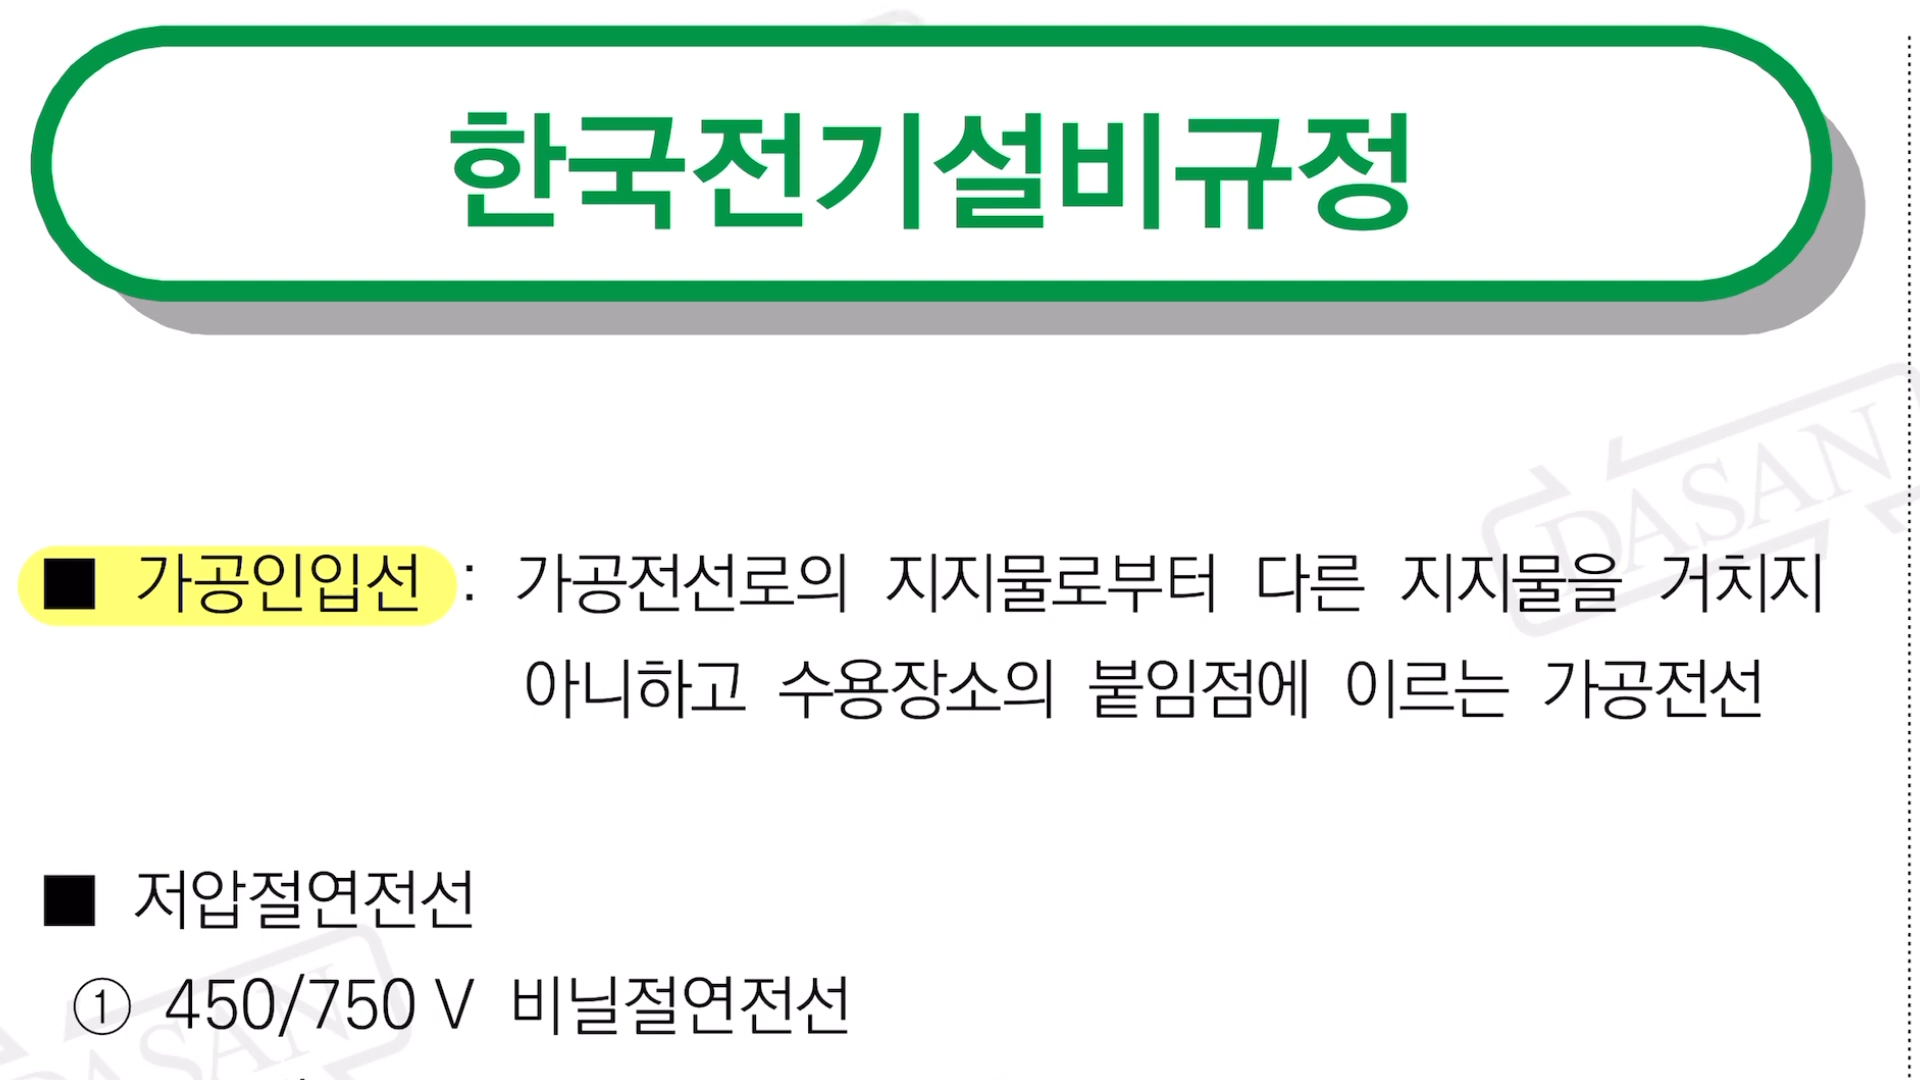 한국전기설비규정
■ 가공인입선 : 가공전선로의 지지물로부터 다른 지지물을 거치지
아니하고 수용장소의 붙임점에 이르는 가공전선
DASAN
■ 저압절연전선
① 450/750 V 비닐절연전선
DASAN